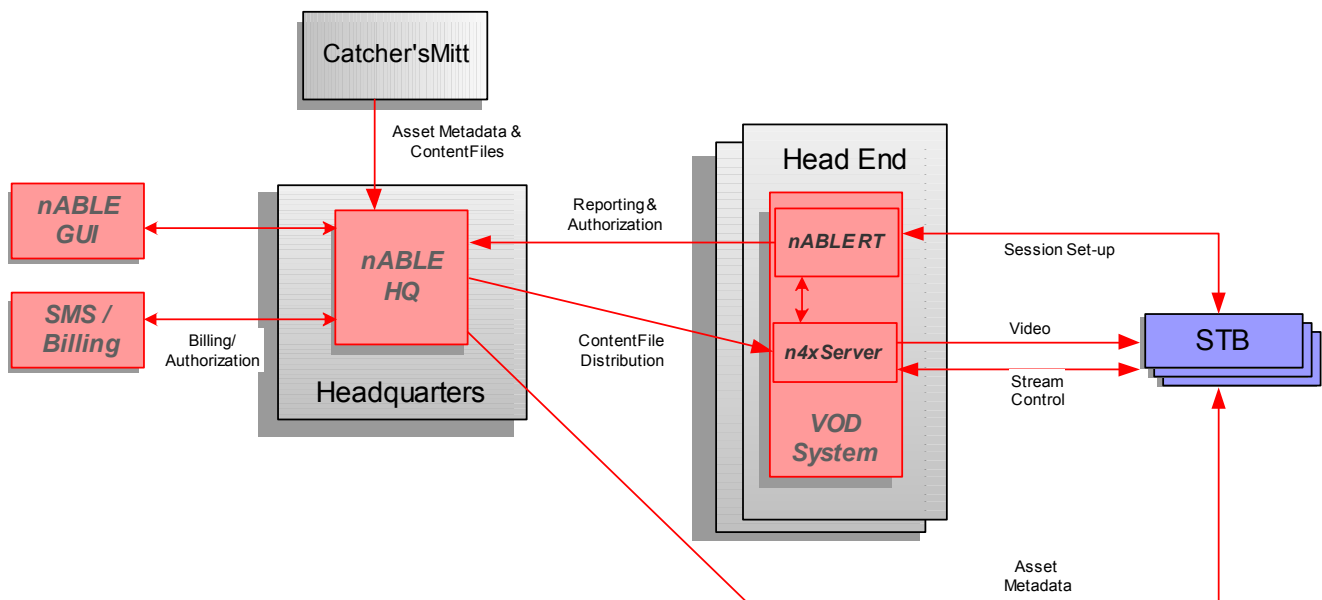 Catcher'sMitt
Asset Metadata &
ContentFiles
Head End
nABLE
GUI
Reporting &
Authorization
nABLE RT
Session Set-up
nABLE
HQ
SMS /
Billing
Billing/
Authorization
ContentFile
Distribution
n4xServer
Video
STB
Stream
Control
Headquarters
VOD
System
Asset
Metadata